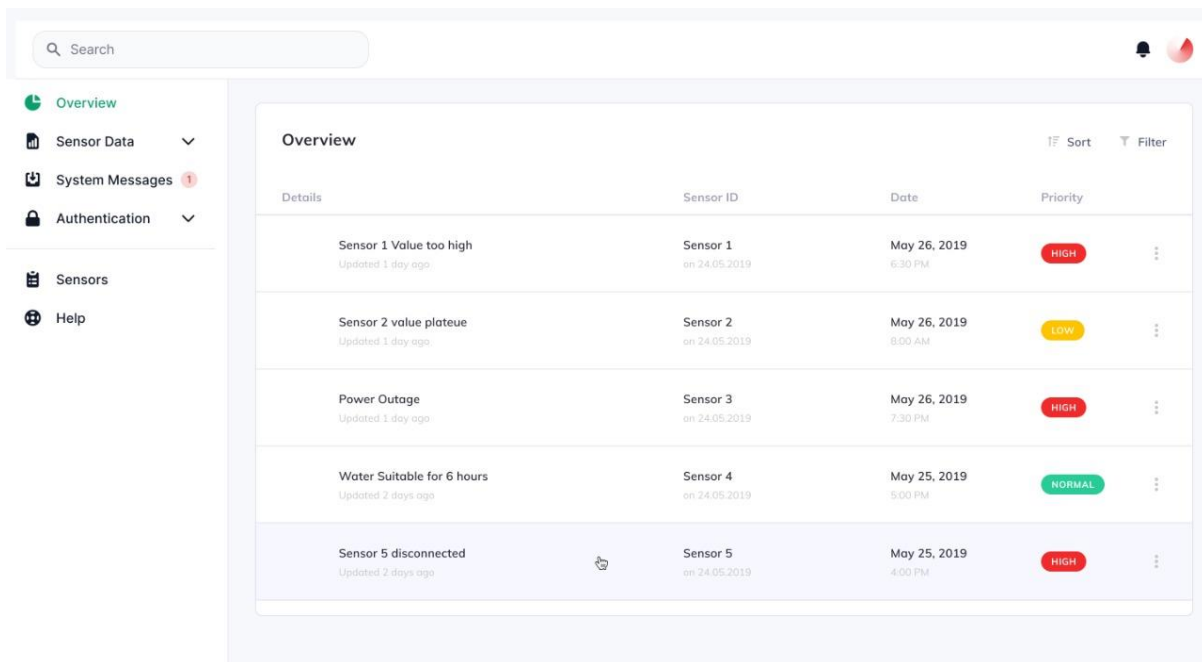 Search
Overview
Sensor Data
System Messages 1
Authentication
Sensors
Help
Overview
Sort Filter
Details Sensor ID Date Priority
Sensor 1 Value too high Sensor 1 May 26, 2019 HIGH
Updated 1 day ago on 24.05.2019 6:30 PM
Sensor 2 value plateue Sensor 2 May 26, 2019 LOW
Updated 1 day ago on 24.05.2019 8:00 AM
Power Outage Sensor 3 May 26, 2019 HIGH
Updated 1 day ago on 24.05.2019 7:30 PM
Water Suitable for 6 hours Sensor 4 May 25, 2019 NORMAL
Updated 2 days ago on 24.05.2019 5:00 PM
Sensor 5 disconnected Sensor 5 May 25, 2019 HIGH
Updated 2 days ago on 24.05.2019 4:00 PM